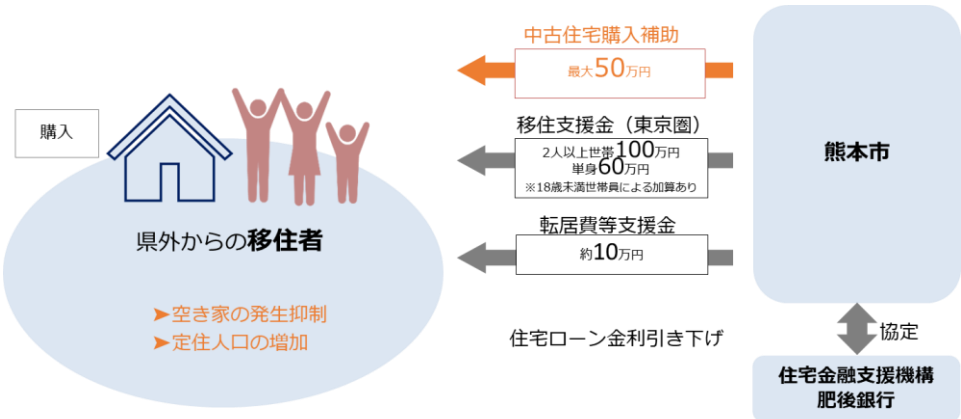 中古住宅購入補助
最大50万円
購入
移住支援金（東京圏）
2人以上世帯100万円
単身60万円
※18歳未満世帯員による加算あり
熊本市
県外からの移住者
転居費等支援金
約10万円
➤空き家の発生抑制
➤定住人口の増加
住宅ローン金利引き下げ
協定
住宅金融支援機構
肥後銀行